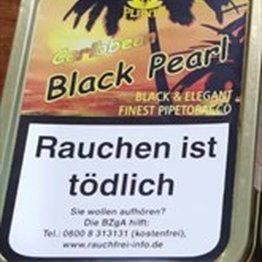 Caribbean
Black Pearl
BLACK & ELEGANT
FINEST PIPETOBACCO
Rauchen ist
tödlich
Sie wollen aufhören?
Die BZgA hilft:
Tel.: 0800 8 313131 (kostenfrei),
www.rauchfrei-info.de